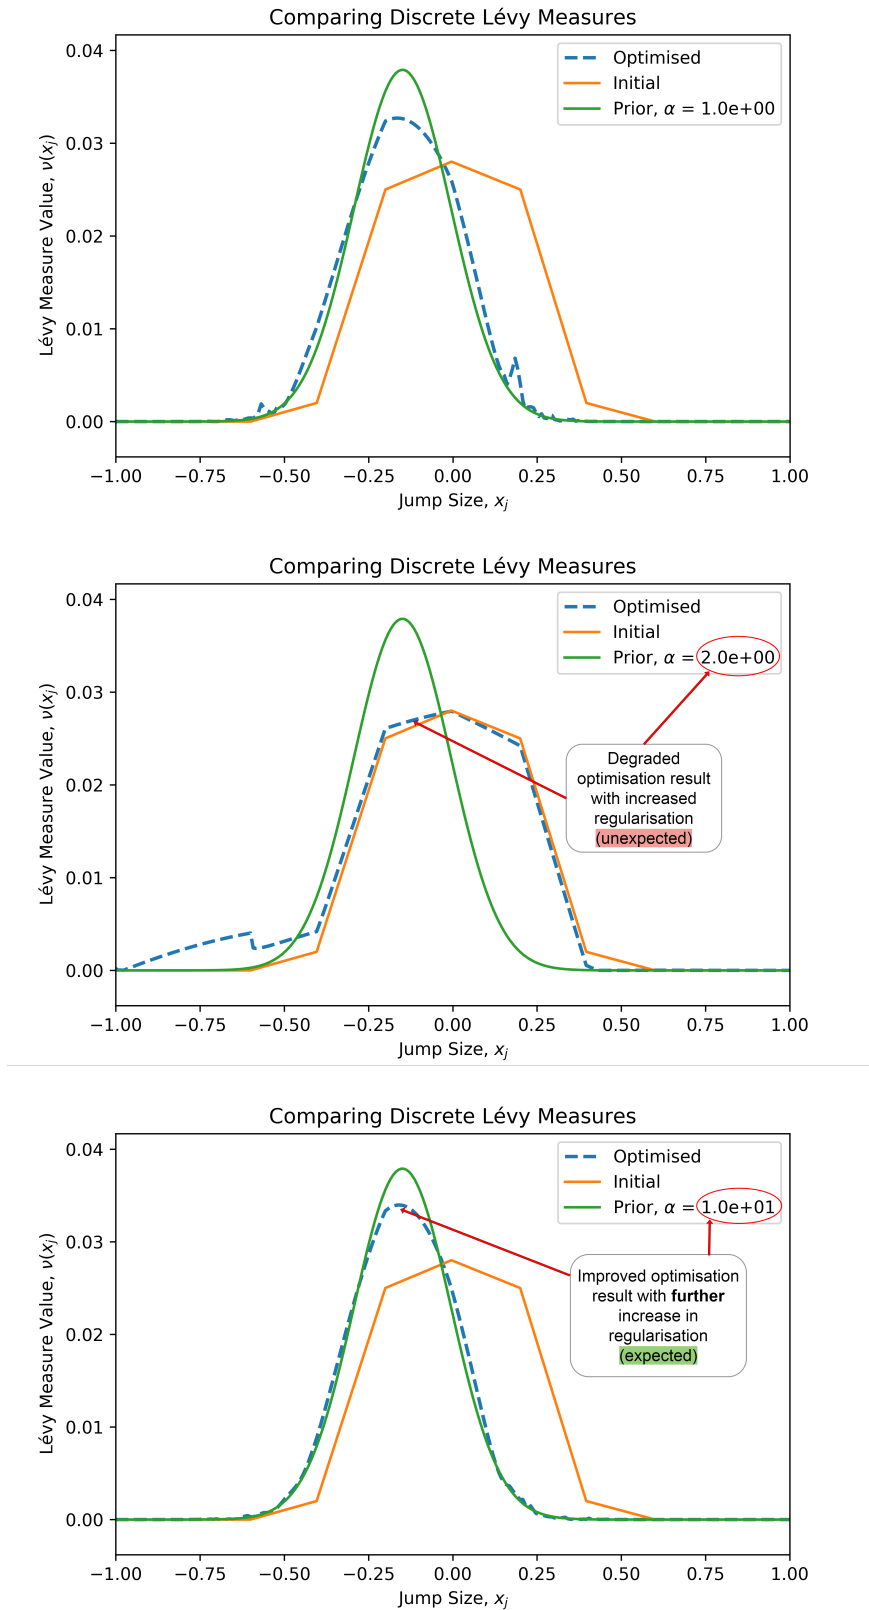 Comparing Discrete Lévy Measures
Optimised
Initial
Prior, α = 1.0e+00
0.04
0.03
0.02
0.01
0.00
Lévy Measure Value, ν(xⱼ)
−1.00 −0.75 −0.50 −0.25 0.00 0.25 0.50 0.75 1.00
Jump Size, xⱼ
Comparing Discrete Lévy Measures
Optimised
Initial
Prior, α = 2.0e+00
Degraded
optimisation result
with increased
regularisation
(unexpected)
0.04
0.03
0.02
0.01
0.00
Lévy Measure Value, ν(xⱼ)
−1.00 −0.75 −0.50 −0.25 0.00 0.25 0.50 0.75 1.00
Jump Size, xⱼ
Comparing Discrete Lévy Measures
Optimised
Initial
Prior, α = 1.0e+01
Improved optimisation
result with further
increase in
regularisation
(expected)
0.04
0.03
0.02
0.01
0.00
Lévy Measure Value, ν(xⱼ)
−1.00 −0.75 −0.50 −0.25 0.00 0.25 0.50 0.75 1.00
Jump Size, xⱼ